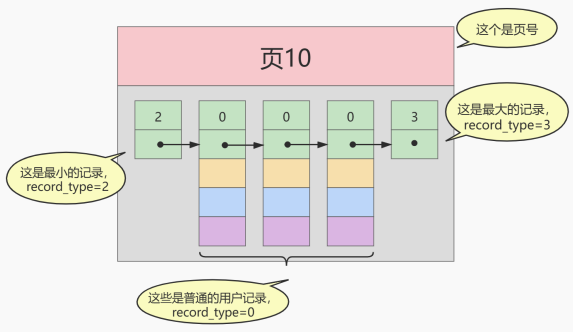 这个是页号
页10
2
0
0
0
3
这是最大的记录，
record_type=3
这是最小的记录，
record_type=2
这些是普通的用户记录，
record_type=0